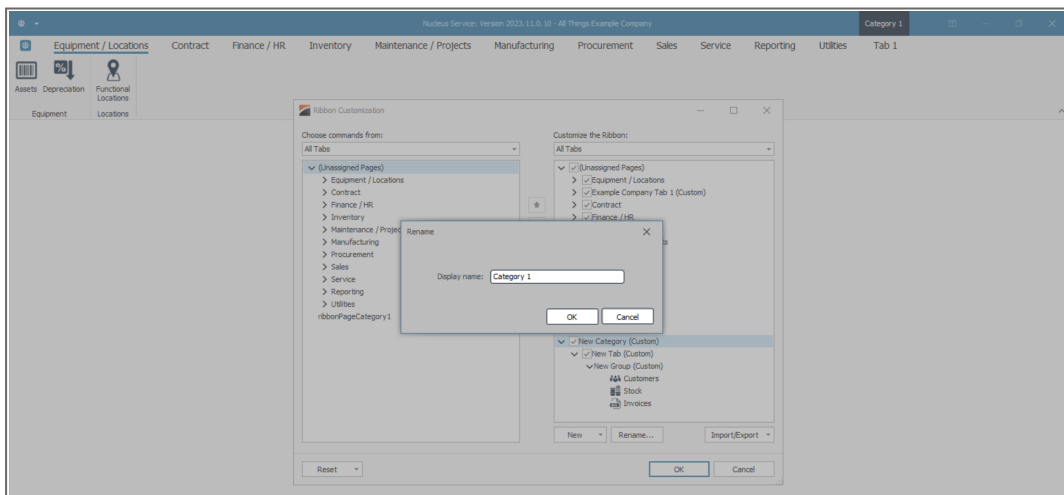 Nucleus Service: Version 2023.11.0.10 - All Things Example Company
Category 1
Equipment / Locations Contract Finance / HR Inventory Maintenance / Projects Manufacturing Procurement Sales Service Reporting Utilities Tab 1
Assets Depreciation Functional Locations
Equipment Locations
Ribbon Customization
Choose commands from: Customize the Ribbon:
All Tabs All Tabs
(Unassigned Pages)
Equipment / Locations
Contract
Finance / HR
Inventory
Maintenance / Projec
Manufacturing
Procurement
Sales
Service
Reporting
Utilities
ribbonPageCategory1
(Unassigned Pages)
Equipment / Locations
Example Company Tab 1 (Custom)
Contract
Finance / HR
Rename
Display name: Category 1
OK Cancel
New Category (Custom)
New Tab (Custom)
New Group (Custom)
Customers
Stock
Invoices
New Rename... Import/Export
Reset OK Cancel